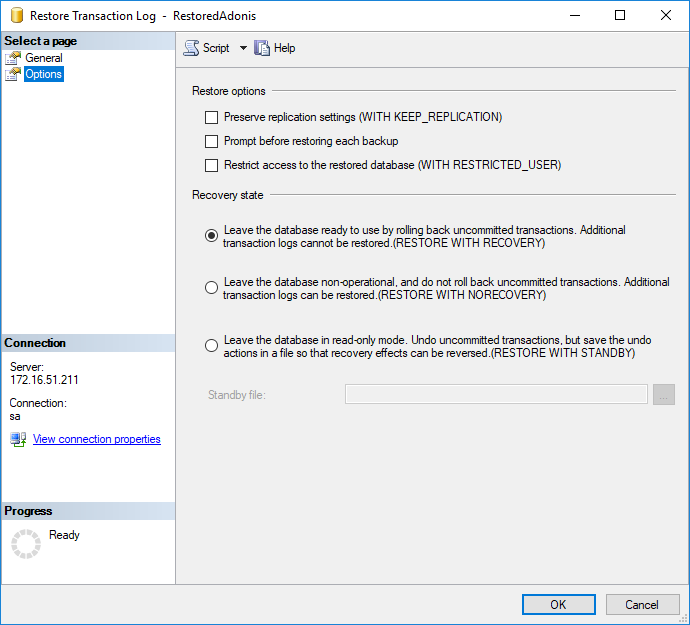 Restore Transaction Log - RestoredAdonis
Select a page
General
Options
Script
Help
Restore options
Preserve replication settings (WITH KEEP_REPLICATION)
Prompt before restoring each backup
Restrict access to the restored database (WITH RESTRICTED_USER)
Recovery state
Leave the database ready to use by rolling back uncommitted transactions. Additional
transaction logs cannot be restored.(RESTORE WITH RECOVERY)
Leave the database non-operational, and do not roll back uncommitted transactions. Additional
transaction logs can be restored.(RESTORE WITH NORECOVERY)
Leave the database in read-only mode. Undo uncommitted transactions, but save the undo
actions in a file so that recovery effects can be reversed.(RESTORE WITH STANDBY)
Standby file:
...
Connection
Server:
172.16.51.211
Connection:
sa
View connection properties
Progress
Ready
OK
Cancel